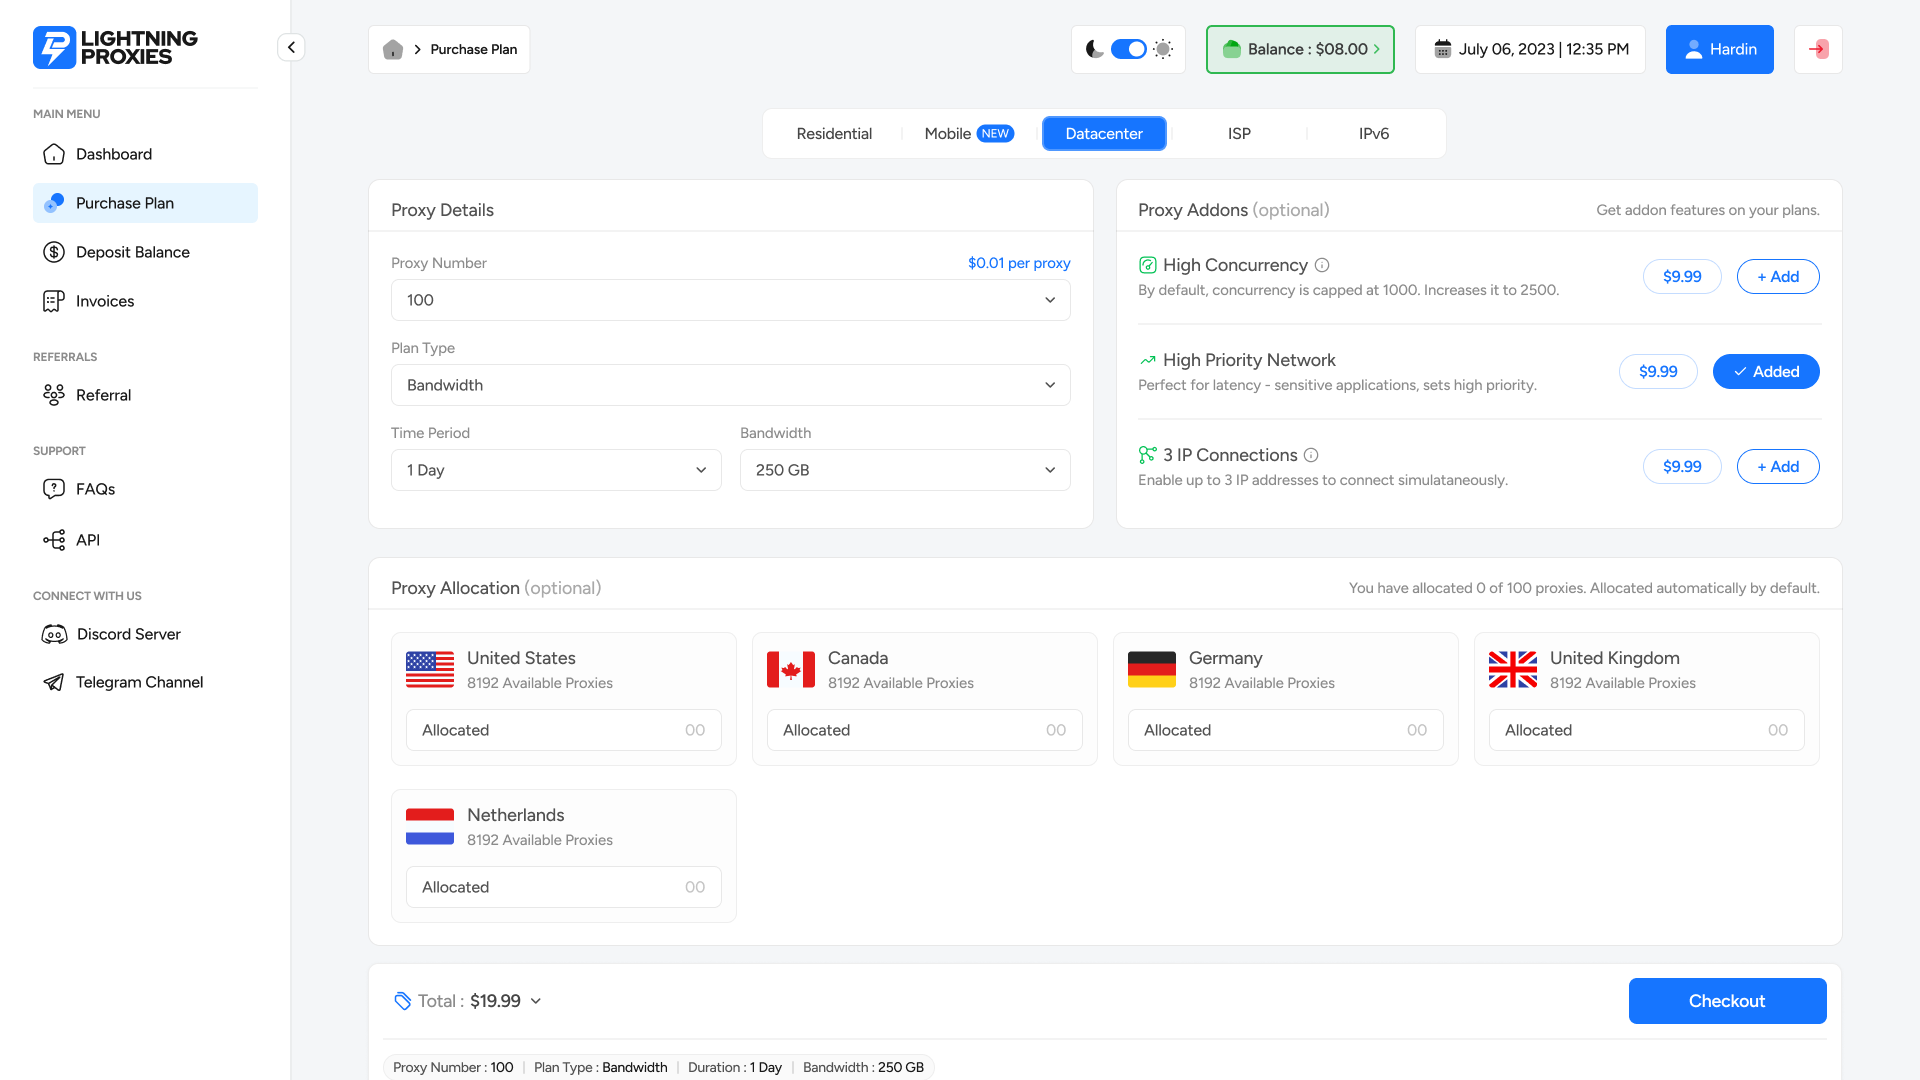 LIGHTNING
PROXIES
MAIN MENU
Dashboard
Purchase Plan
Deposit Balance
Invoices
REFERRALS
Referral
SUPPORT
FAQs
API
CONNECT WITH US
Discord Server
Telegram Channel
Purchase Plan
Balance : $08.00
July 06, 2023 | 12:35 PM
Hardin
Residential
Mobile NEW
Datacenter
ISP
IPv6
Proxy Details
Proxy Number
$0.01 per proxy
100
Plan Type
Bandwidth
Time Period
Bandwidth
1 Day
250 GB
Proxy Addons (optional)
Get addon features on your plans.
High Concurrency
By default, concurrency is capped at 1000. Increases it to 2500.
$9.99
+ Add
High Priority Network
Perfect for latency - sensitive applications, sets high priority.
$9.99
Added
3 IP Connections
Enable up to 3 IP addresses to connect simulataneously.
$9.99
+ Add
Proxy Allocation (optional)
You have allocated 0 of 100 proxies. Allocated automatically by default.
United States
8192 Available Proxies
Allocated 00
Canada
8192 Available Proxies
Allocated 00
Germany
8192 Available Proxies
Allocated 00
United Kingdom
8192 Available Proxies
Allocated 00
Netherlands
8192 Available Proxies
Allocated 00
Total : $19.99
Checkout
Proxy Number : 100 | Plan Type : Bandwidth | Duration : 1 Day | Bandwidth : 250 GB